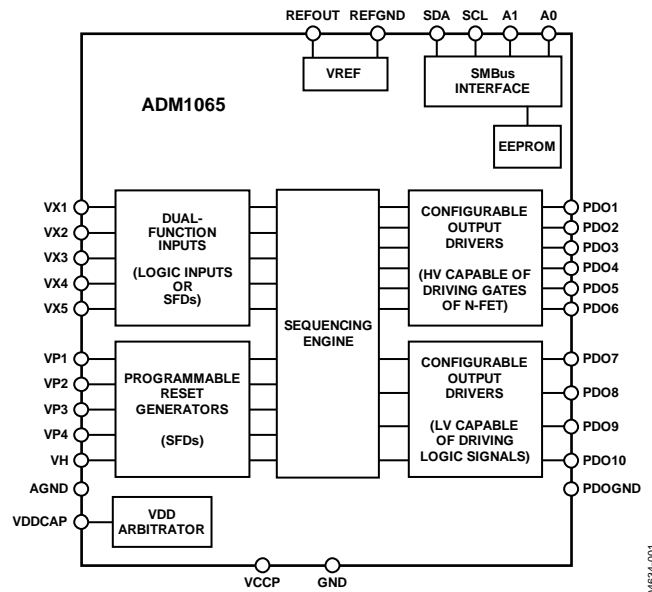 REFOUT REFGND SDA SCL A1 A0
VREF
SMBus
INTERFACE
ADM1065
EEPROM
VX1
VX2
VX3
VX4
VX5
DUAL-
FUNCTION
INPUTS
(LOGIC INPUTS
OR
SFDs)
SEQUENCING
ENGINE
CONFIGURABLE
OUTPUT
DRIVERS
(HV CAPABLE OF
DRIVING GATES
OF N-FET)
PDO1
PDO2
PDO3
PDO4
PDO5
PDO6
VP1
VP2
VP3
VP4
VH
PROGRAMMABLE
RESET
GENERATORS
(SFDs)
CONFIGURABLE
OUTPUT
DRIVERS
(LV CAPABLE
OF DRIVING
LOGIC SIGNALS)
PDO7
PDO8
PDO9
PDO10
AGND
PDOGND
VDDCAP
VDD
ARBITRATOR
VCCP GND
04634-001